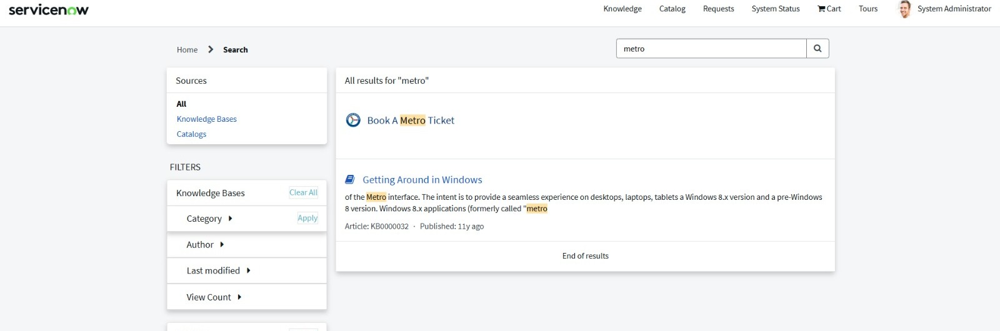 servicenow
Knowledge Catalog Requests System Status Cart Tours System Administrator
Home Search
metro
Sources
All
Knowledge Bases
Catalogs
FILTERS
Knowledge Bases Clear All
Category Apply
Author
Last modified
View Count
All results for "metro"
Book A Metro Ticket
Getting Around in Windows
of the Metro interface. The intent is to provide a seamless experience on desktops, laptops, tablets a Windows 8.x version and a pre-Windows
8 version. Windows 8.x applications (formerly called "metro
Article: KB0000032 · Published: 11y ago
End of results